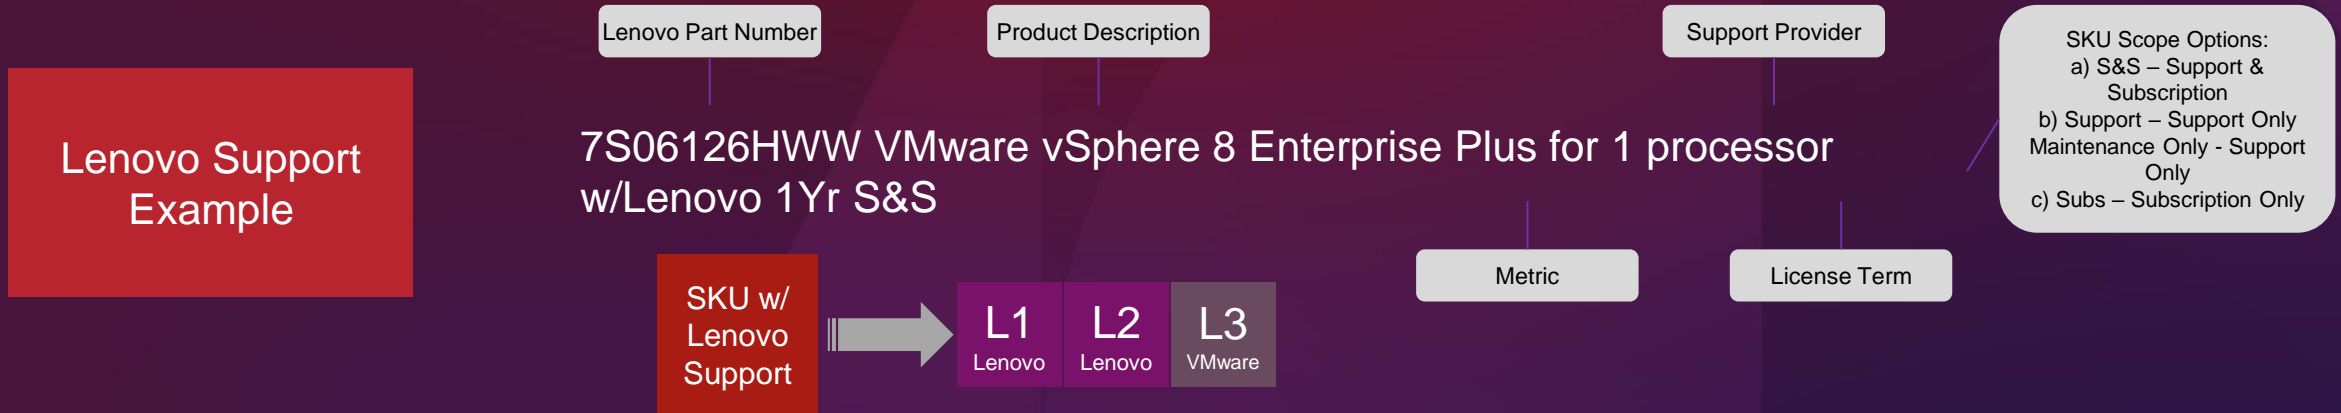 Lenovo Part Number
Product Description
Support Provider
SKU Scope Options:
a) S&S – Support &
Subscription
b) Support – Support Only
Maintenance Only - Support
Only
c) Subs – Subscription Only
Lenovo Support
Example
7S06126HWW VMware vSphere 8 Enterprise Plus for 1 processor
w/Lenovo 1Yr S&S
Metric
License Term
SKU w/
Lenovo
Support
L1
Lenovo
L2
Lenovo
L3
VMware